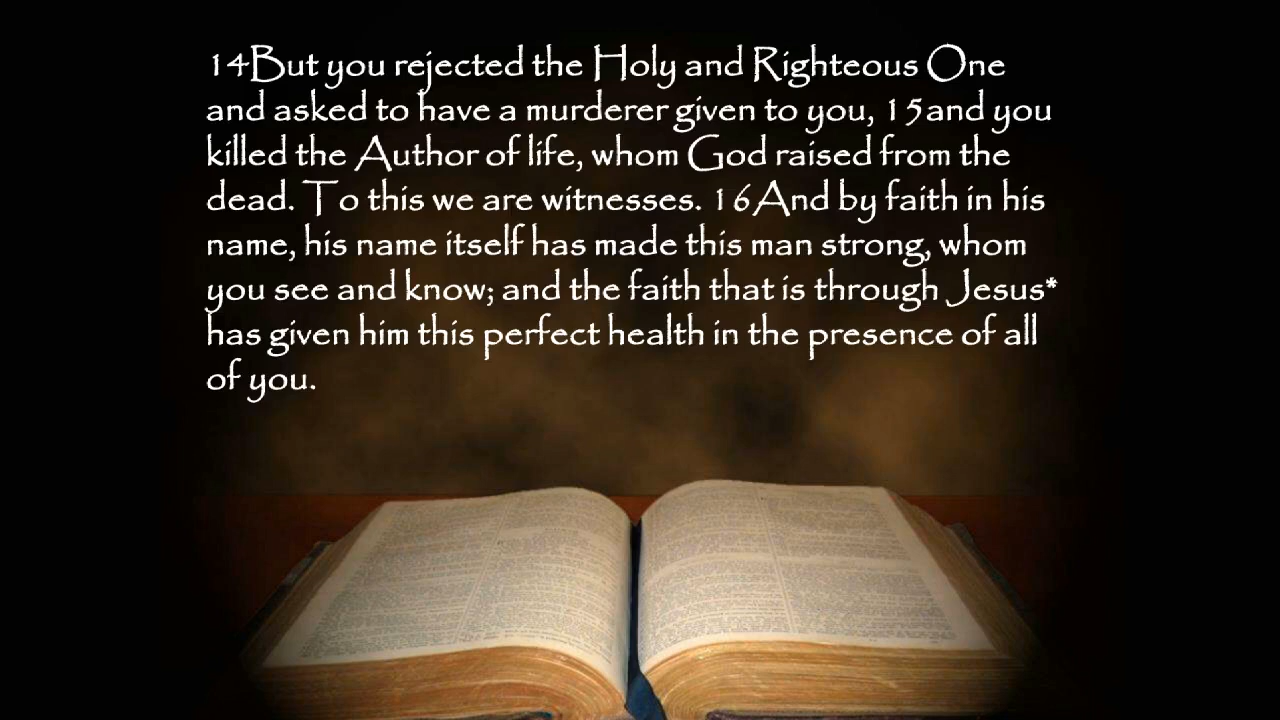 14But you rejected the Holy and Righteous One
and asked to have a murderer given to you, 15and you
killed the Author of life, whom God raised from the
dead. To this we are witnesses. 16And by faith in his
name, his name itself has made this man strong, whom
you see and know; and the faith that is through Jesus*
has given him this perfect health in the presence of all
of you.